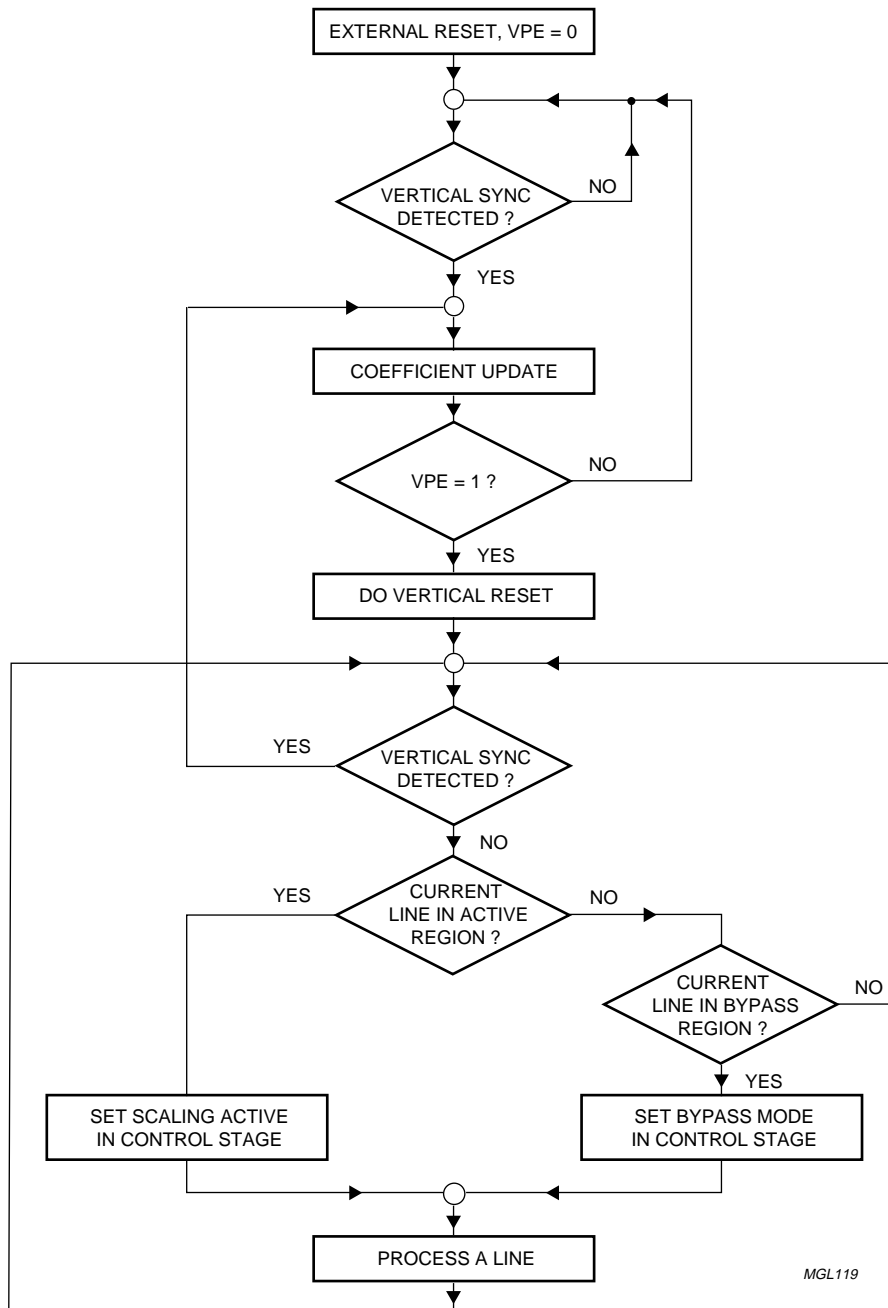 EXTERNAL RESET, VPE = 0
VERTICAL SYNC
DETECTED ?
NO
YES
COEFFICIENT UPDATE
VPE = 1 ?
NO
YES
DO VERTICAL RESET
VERTICAL SYNC
DETECTED ?
YES
NO
CURRENT
LINE IN ACTIVE
REGION ?
YES
NO
CURRENT
LINE IN BYPASS
REGION ?
NO
YES
SET SCALING ACTIVE
IN CONTROL STAGE
SET BYPASS MODE
IN CONTROL STAGE
PROCESS A LINE
MGL119